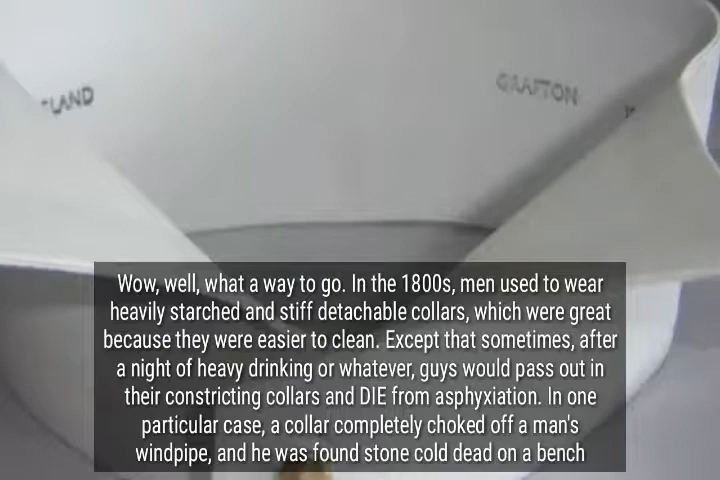 LAND
GRAFTON
Wow, well, what a way to go. In the 1800s, men used to wear
heavily starched and stiff detachable collars, which were great
because they were easier to clean. Except that sometimes, after
a night of heavy drinking or whatever, guys would pass out in
their constricting collars and DIE from asphyxiation. In one
particular case, a collar completely choked off a man's
windpipe, and he was found stone cold dead on a bench